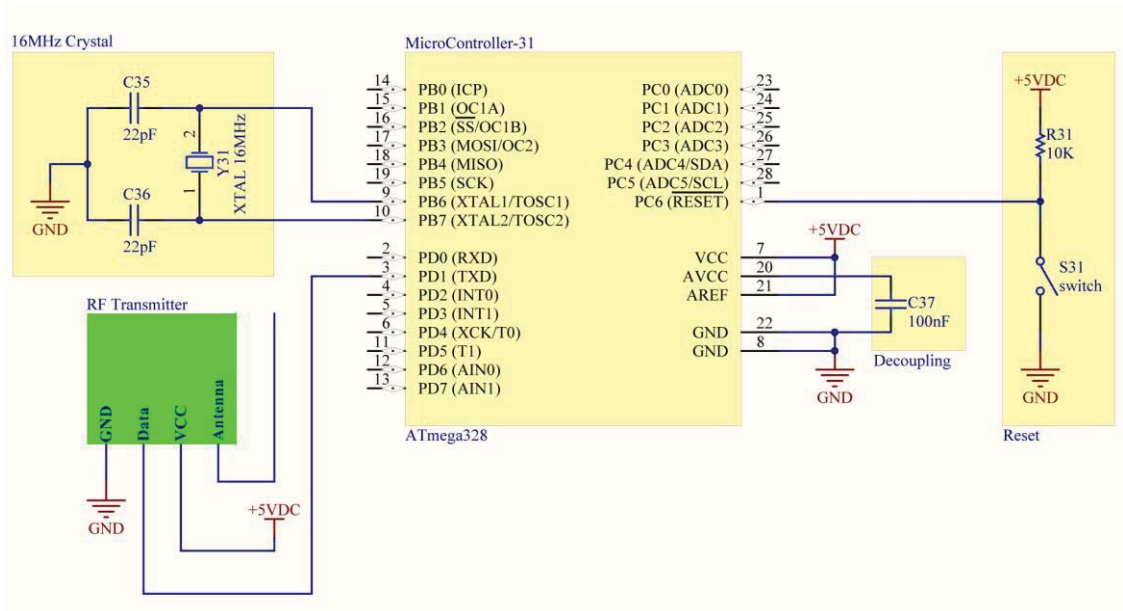 16MHz Crystal
C35
22pF
C36
22pF
2
1
Y31
XTAL 16MHz
GND
MicroController-31
14 PB0 (ICP)
15 PB1 (OC1A)
16 PB2 (SS/OC1B)
17 PB3 (MOSI/OC2)
18 PB4 (MISO)
19 PB5 (SCK)
9 PB6 (XTAL1/TOSC1)
10 PB7 (XTAL2/TOSC2)
2 PD0 (RXD)
3 PD1 (TXD)
4 PD2 (INT0)
5 PD3 (INT1)
6 PD4 (XCK/T0)
11 PD5 (T1)
12 PD6 (AIN0)
13 PD7 (AIN1)
PC0 (ADC0) 23
PC1 (ADC1) 24
PC2 (ADC2) 25
PC3 (ADC3) 26
PC4 (ADC4/SDA) 27
PC5 (ADC5/SCL) 28
PC6 (RESET) 1
VCC 7
AVCC 20
AREF 21
GND 22
GND 8
ATmega328
+5VDC
GND
C37
100nF
Decoupling
+5VDC
R31
10K
S31
switch
GND
Reset
RF Transmitter
GND
Data
VCC
Antenna
GND
+5VDC